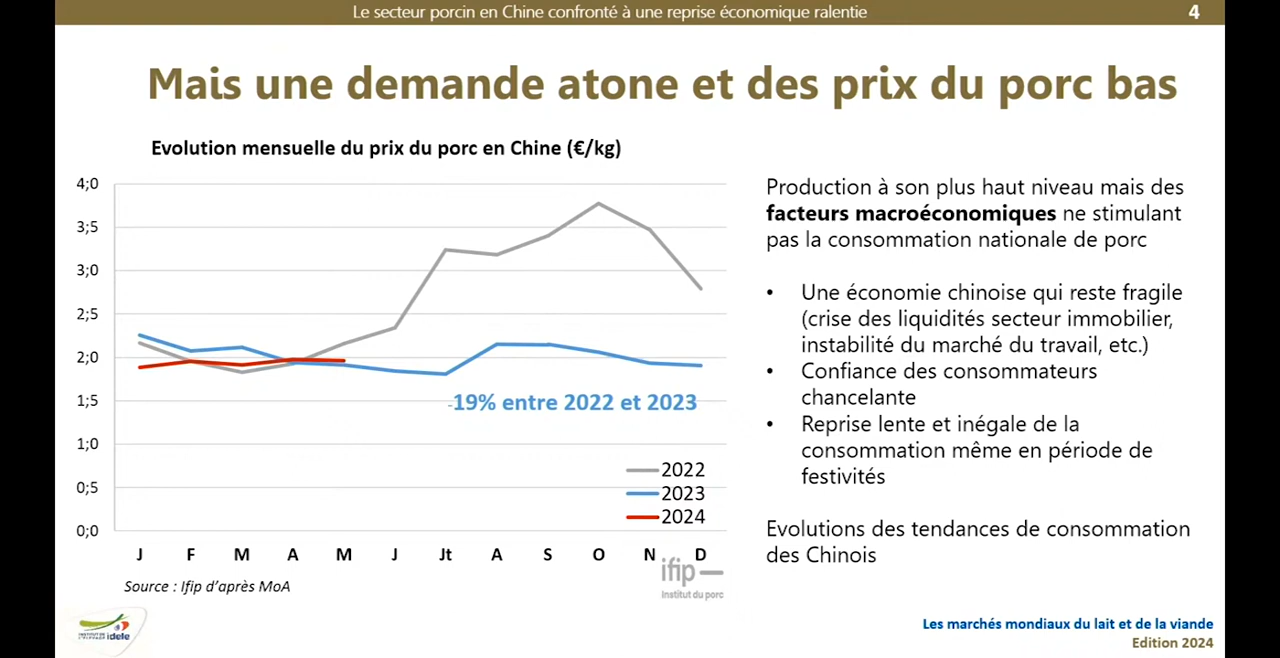 Le secteur porcin en Chine confronté à une reprise économique ralentie
4
Mais une demande atone et des prix du porc bas
Evolution mensuelle du prix du porc en Chine (€/kg)
4;0
3;5
3;0
2;5
2;0
1;5
1;0
0;5
0;0
-19% entre 2022 et 2023
2022
2023
2024
J F M A M J Jt A S O N D
Source : Ifip d'après MoA
ifip
Institut du porc
Production à son plus haut niveau mais des
facteurs macroéconomiques ne stimulant
pas la consommation nationale de porc
• Une économie chinoise qui reste fragile
(crise des liquidités secteur immobilier,
instabilité du marché du travail, etc.)
• Confiance des consommateurs
chancelante
• Reprise lente et inégale de la
consommation même en période de
festivités
Evolutions des tendances de consommation
des Chinois
INSTITUT DE
L'ELEVAGE idele
Les marchés mondiaux du lait et de la viande
Edition 2024